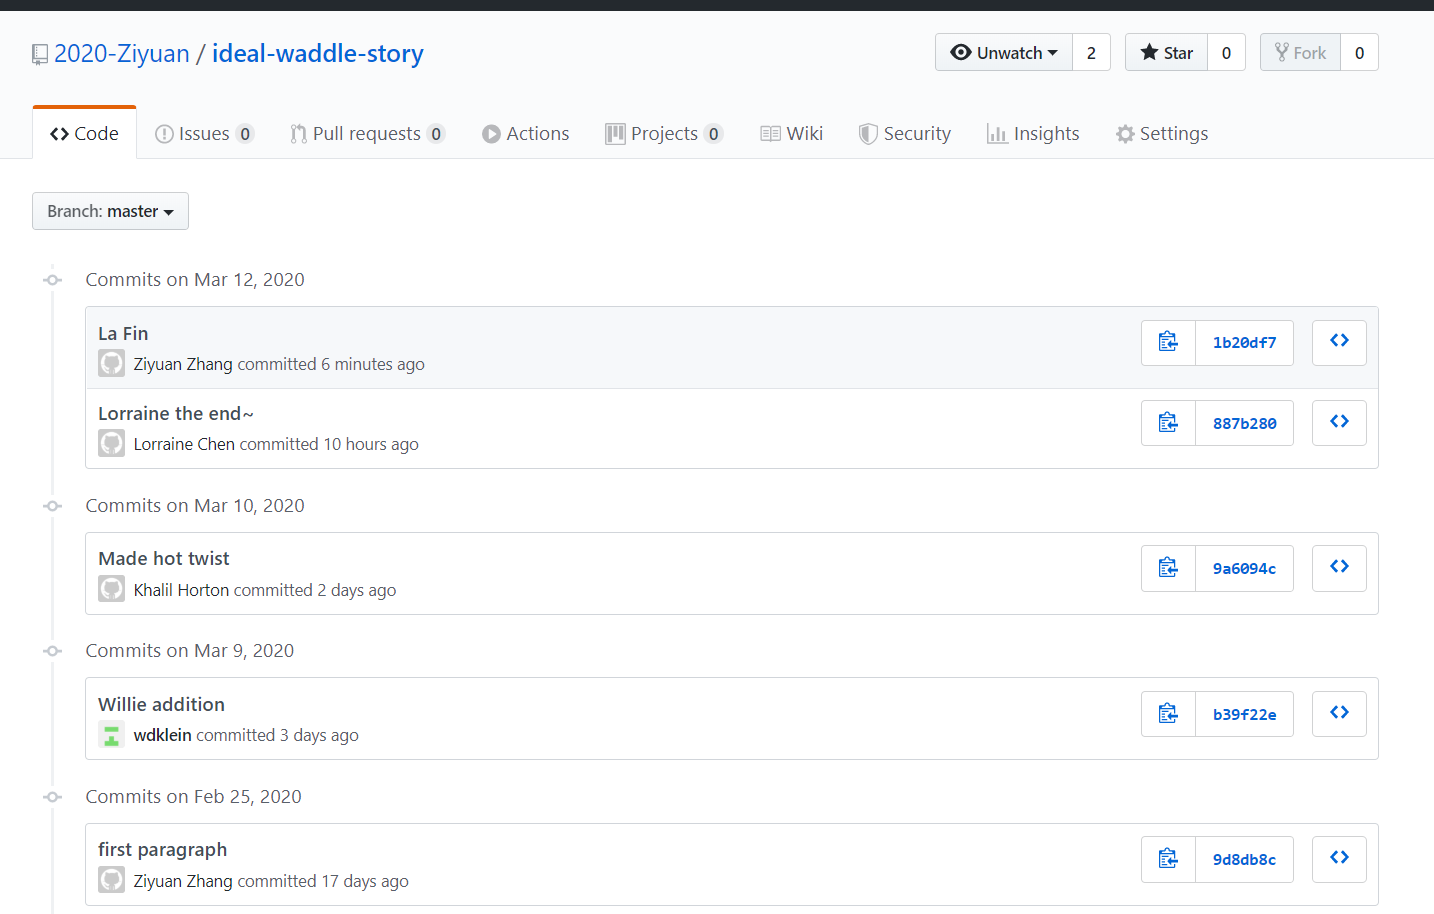 2020-Ziyuan / ideal-waddle-story
Unwatch 2
Star 0
Fork 0
Code
Issues 0
Pull requests 0
Actions
Projects 0
Wiki
Security
Insights
Settings
Branch: master
Commits on Mar 12, 2020
La Fin
Ziyuan Zhang committed 6 minutes ago
1b20df7
Lorraine the end~
Lorraine Chen committed 10 hours ago
887b280
Commits on Mar 10, 2020
Made hot twist
Khalil Horton committed 2 days ago
9a6094c
Commits on Mar 9, 2020
Willie addition
wdklein committed 3 days ago
b39f22e
Commits on Feb 25, 2020
first paragraph
Ziyuan Zhang committed 17 days ago
9d8db8c